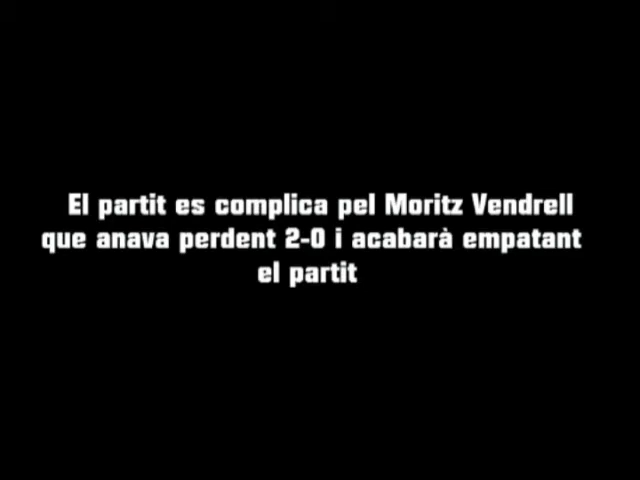 El partit es complica pel Moritz Vendrell
que anava perdent 2-0 i acabarà empatant
el partit